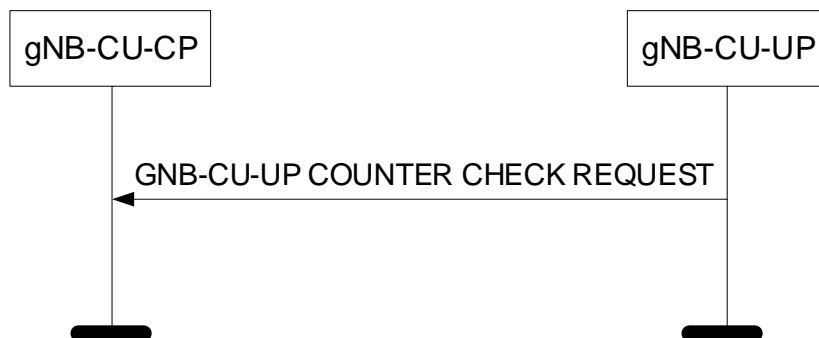 gNB-CU-CP
gNB-CU-UP
GNB-CU-UP COUNTER CHECK REQUEST